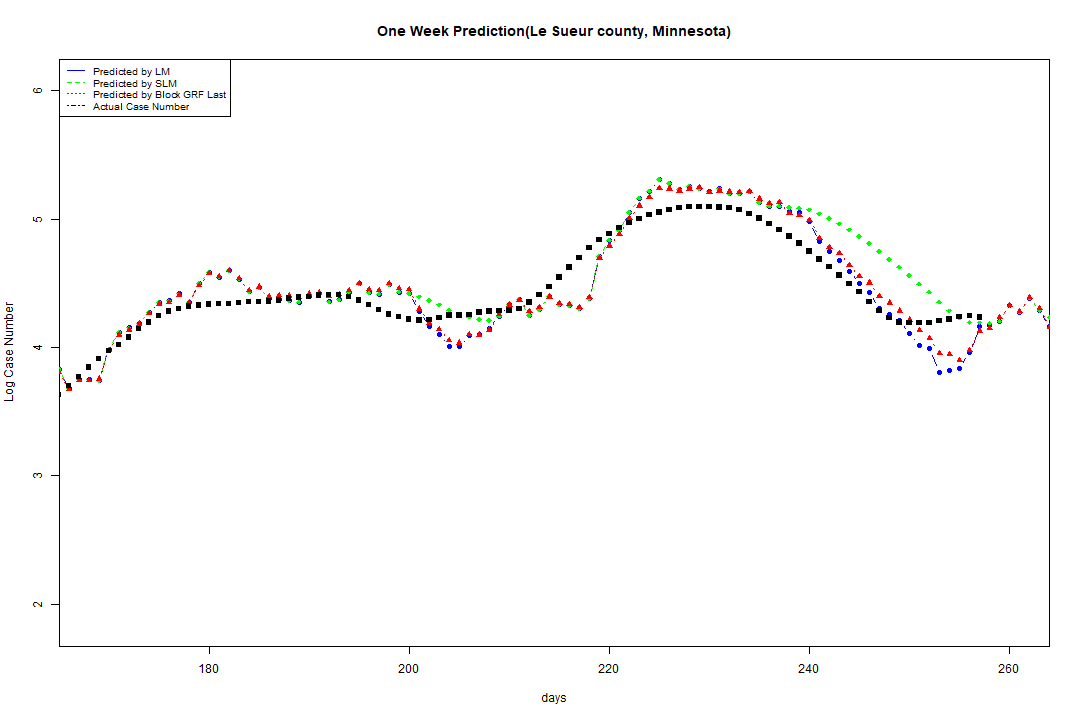 One Week Prediction(Le Sueur county, Minnesota)
Predicted by LM
Predicted by SLM
Predicted by Block GRF Last
Actual Case Number
6
5
4
3
2
Log Case Number
180 200 220 240 260
days